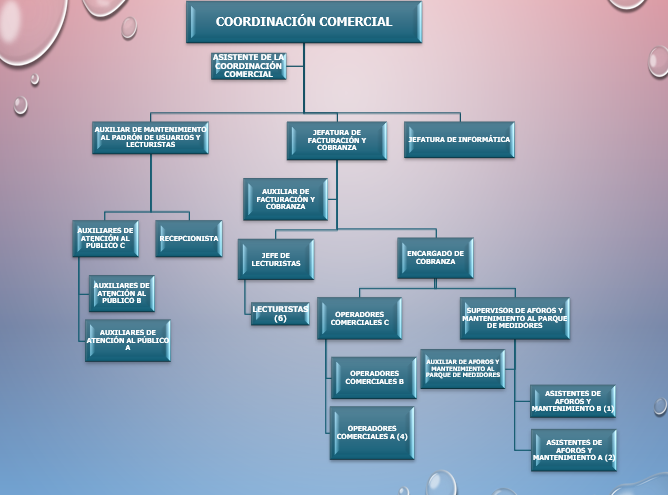 COORDINACIÓN COMERCIAL
ASISTENTE DE LA
COORDINACIÓN
COMERCIAL
AUXILIAR DE MANTENIMIENTO
AL PADRÓN DE USUARIOS Y
LECTURISTAS
JEFATURA DE
FACTURACIÓN Y
COBRANZA
JEFATURA DE INFORMÁTICA
AUXILIAR DE
FACTURACIÓN Y
COBRANZA
AUXILIARES DE
ATENCIÓN AL
PÚBLICO C
RECEPCIONISTA
JEFE DE
LECTURISTAS
ENCARGADO DE
COBRANZA
AUXILIARES DE
ATENCIÓN AL
PÚBLICO B
LECTURISTAS
(6)
OPERADORES
COMERCIALES C
SUPERVISOR DE AFOROS Y
MANTENIMIENTO AL PARQUE
DE MEDIDORES
AUXILIARES DE
ATENCIÓN AL PÚBLICO
A
OPERADORES
COMERCIALES B
AUXILIAR DE AFOROS Y
MANTENIMIENTO AL
PARQUE DE MEDIDORES
ASISTENTES DE
AFOROS Y
MANTENIMIENTO B (1)
OPERADORES
COMERCIALES A (4)
ASISTENTES DE
AFOROS Y
MANTENIMIENTO A (2)